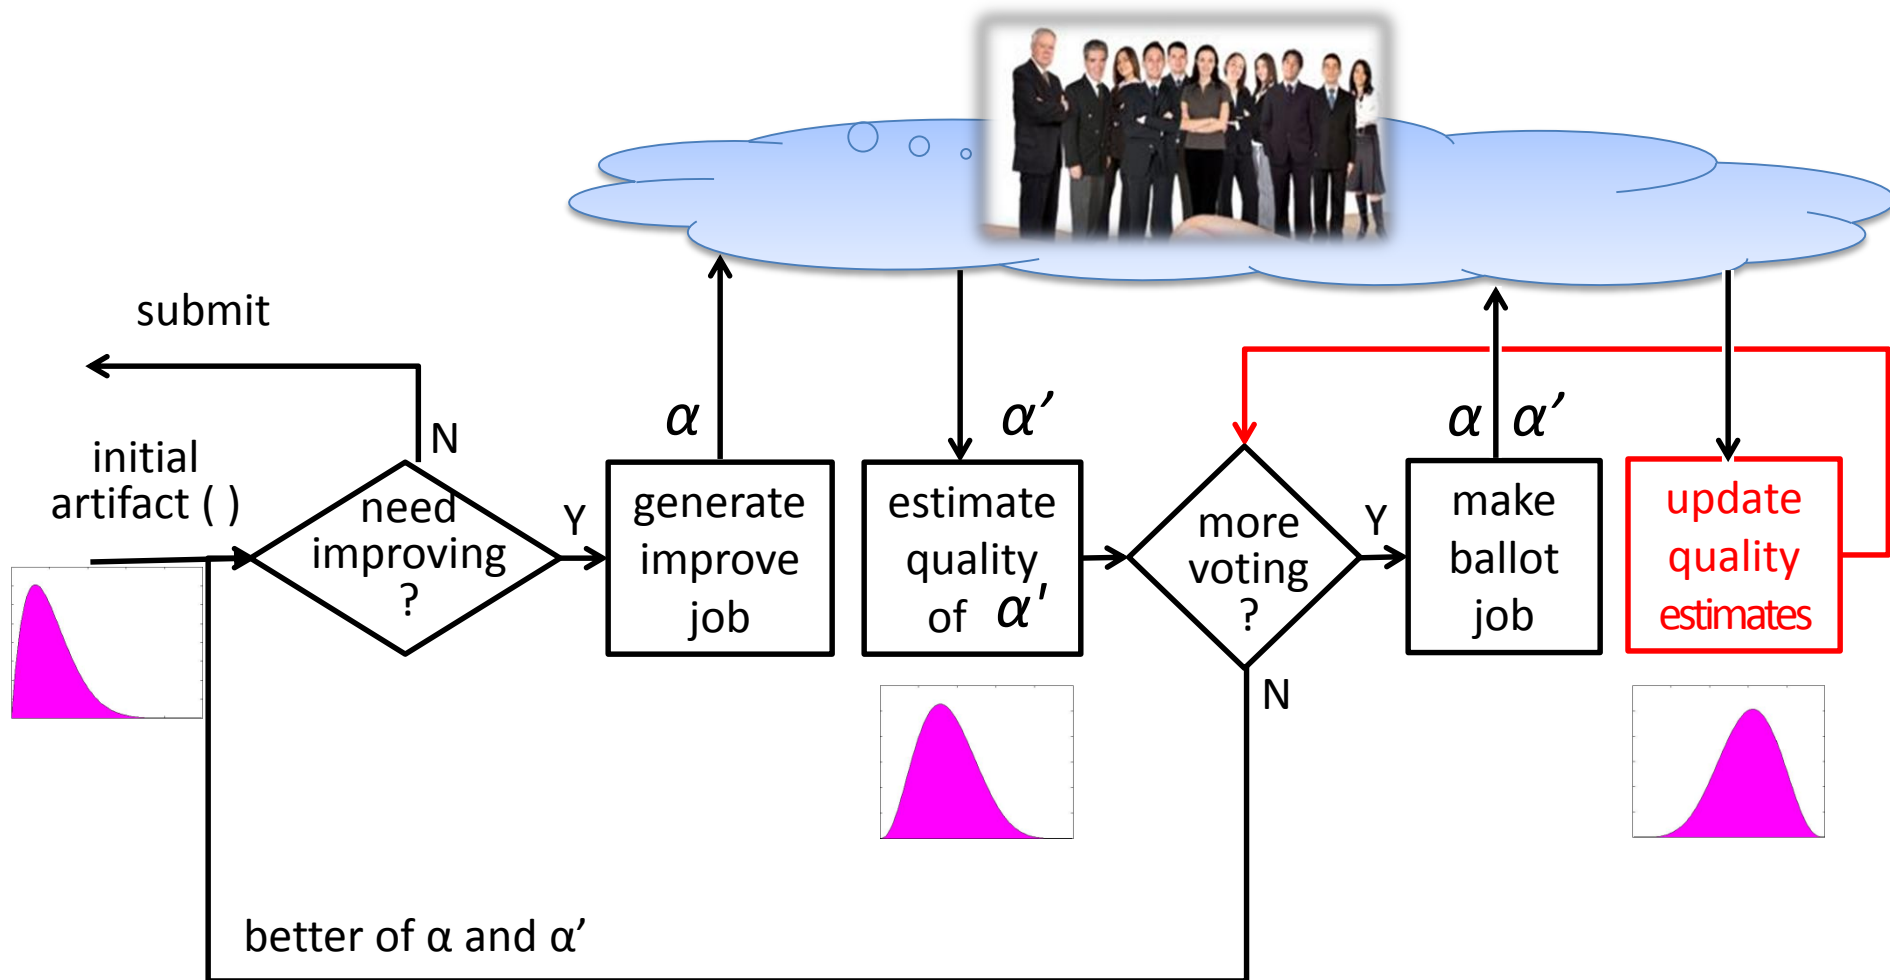 submit
N
initial
artifact ( )
need
improving
?
Y
α
generate
improve
job
α’
estimate
quality
of α'
more
voting
?
Y
N
α α’
make
ballot
job
update
quality
estimates
better of α and α’